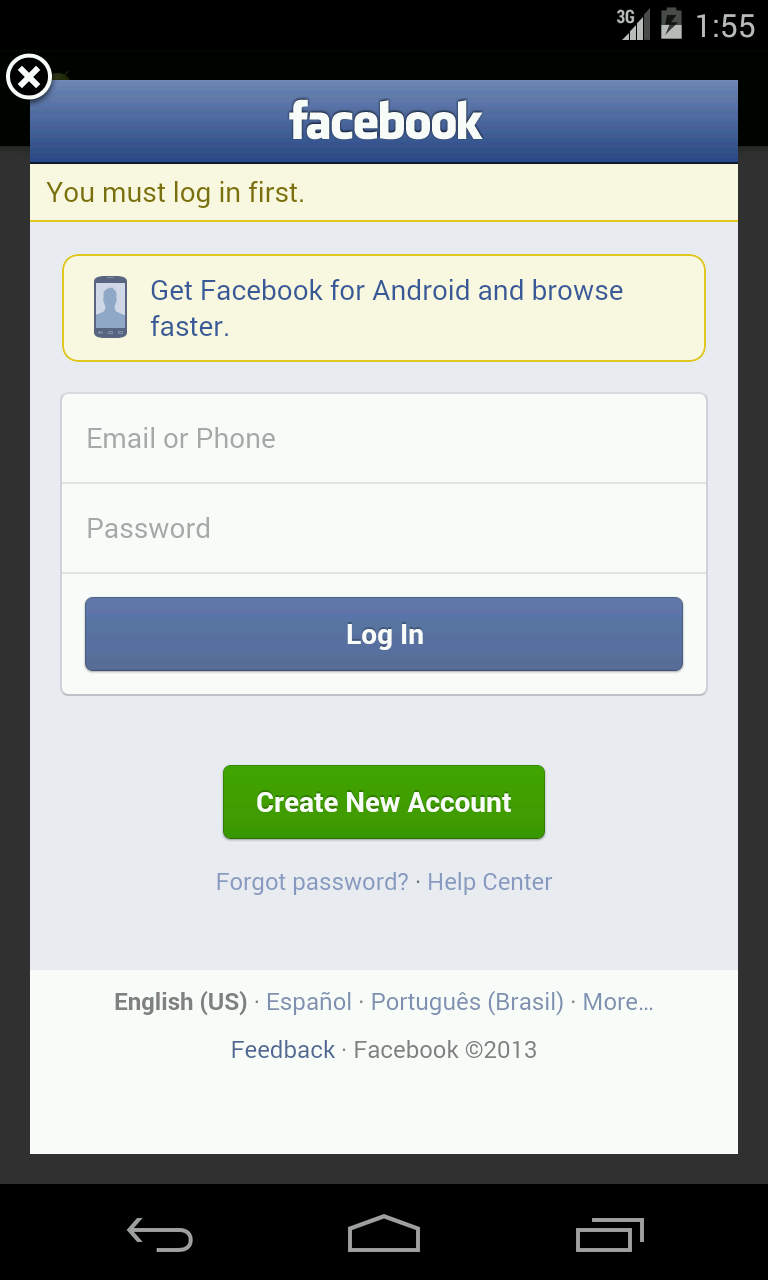 3G 1:55
facebook
You must log in first.
Get Facebook for Android and browse
faster.
Email or Phone
Password
Log In
Create New Account
Forgot password? · Help Center
English (US) · Español · Português (Brasil) · More...
Feedback · Facebook ©2013